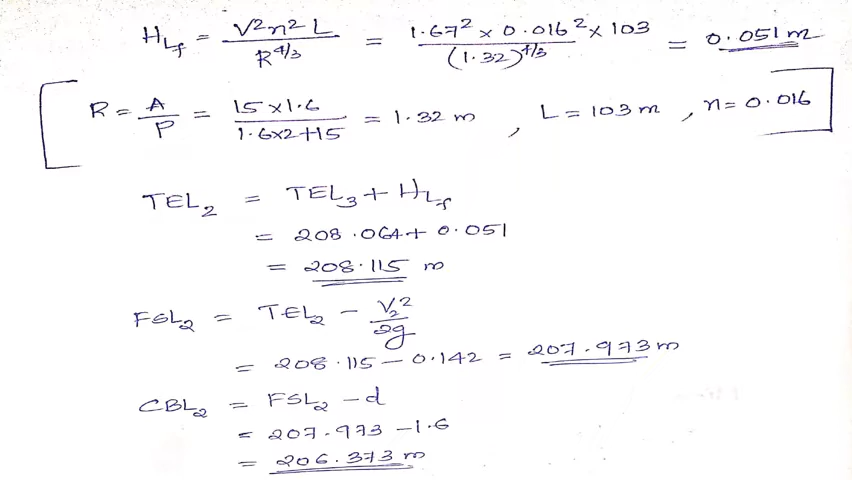 H_Lf = V²n²L / R^4/3 = 1.67² × 0.016² × 103 / (1.32)^4/3 = 0.051 m
R = A / P = 15 × 1.6 / 1.6×2+15 = 1.32 m , L = 103 m , n = 0.016
TEL₂ = TEL₃ + H_Lf
= 208.064 + 0.051
= 208.115 m
FSL₂ = TEL₂ - V₂² / 2g
= 208.115 - 0.142 = 207.973 m
CBL₂ = FSL₂ - d
= 207.973 - 1.6
= 206.373 m